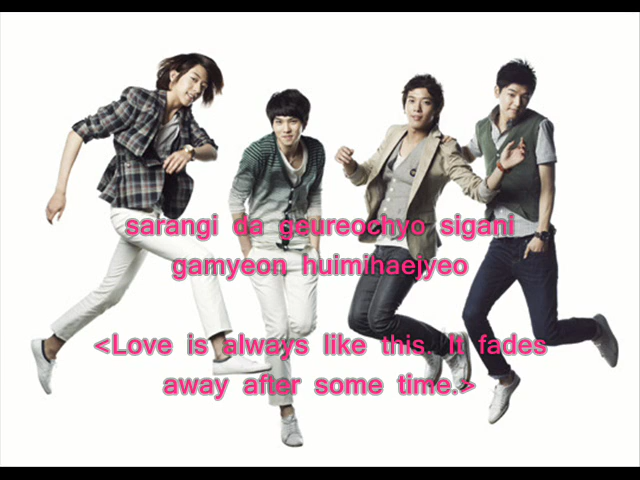 sarangi da geureochyo sigani
gamyeon huimihaejyeo
<Love is always like this. It fades
away after some time.>